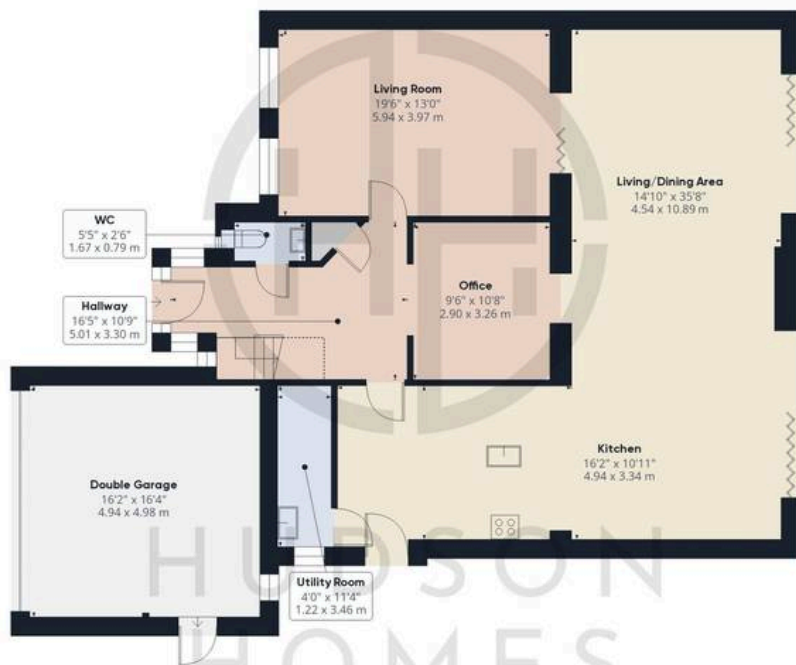 Living Room
19'6" x 13'0"
5.94 x 3.97 m
Living/Dining Area
14'10" x 35'8"
4.54 x 10.89 m
WC
5'5" x 2'6"
1.67 x 0.79 m
Hallway
16'5" x 10'9"
5.01 x 3.30 m
Office
9'6" x 10'8"
2.90 x 3.26 m
Kitchen
16'2" x 10'11"
4.94 x 3.34 m
Double Garage
16'2" x 16'4"
4.94 x 4.98 m
Utility Room
4'0" x 11'4"
1.22 x 3.46 m
HUDSON
HOMES